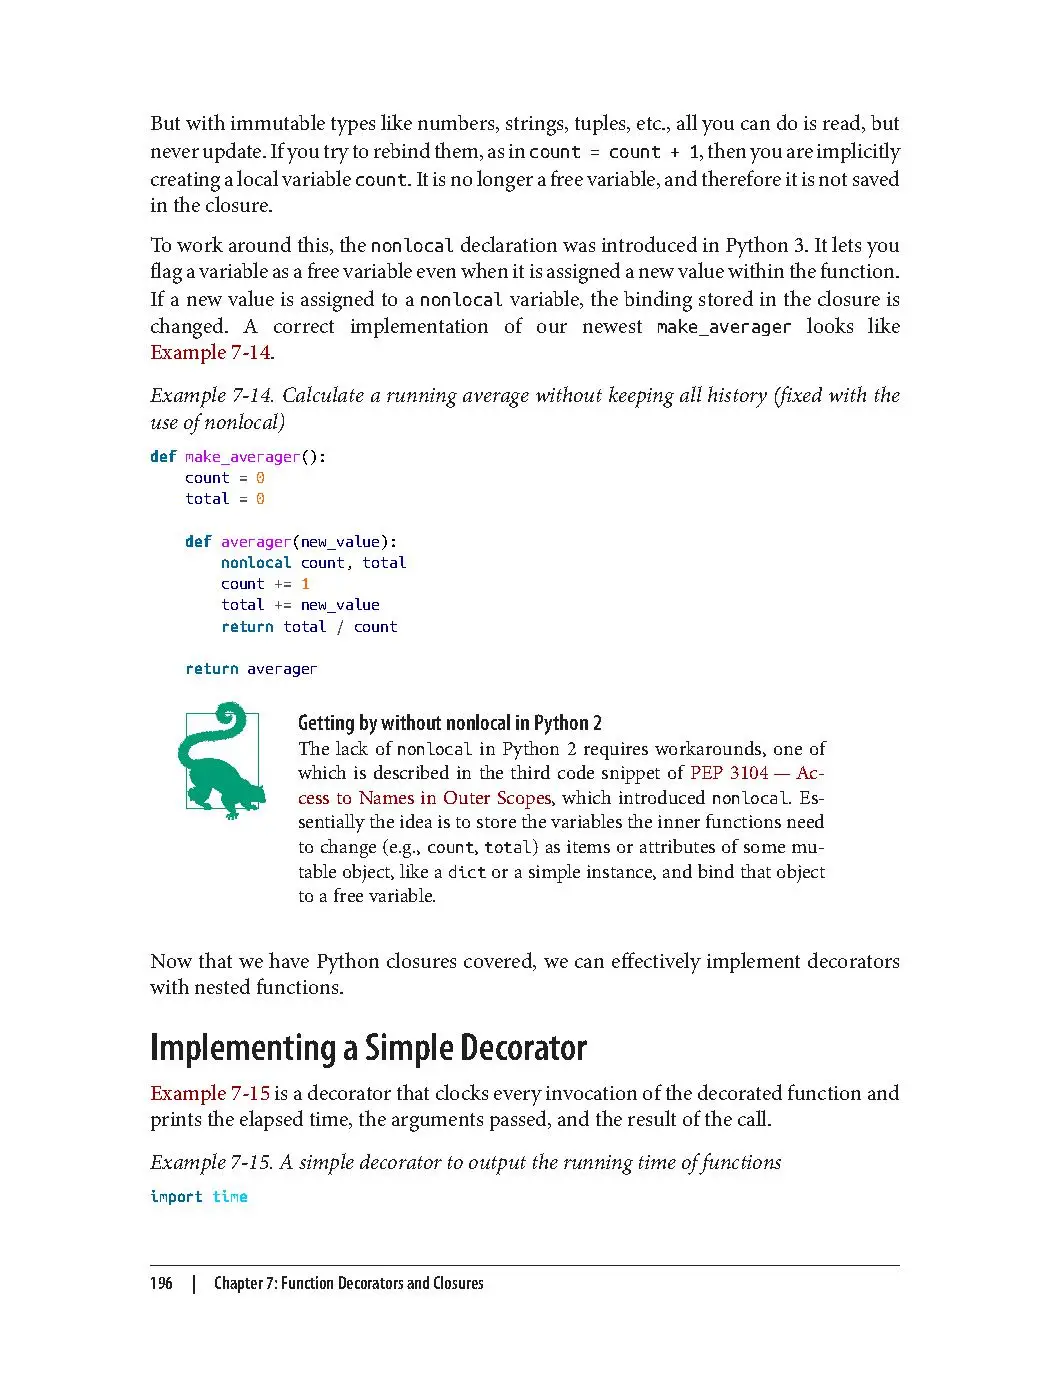 But with immutable types like numbers, strings, tuples, etc., all you can do is read, but
never update. If you try to rebind them, as in count = count + 1, then you are implicitly
creating a local variable count. It is no longer a free variable, and therefore it is not saved
in the closure.
To work around this, the nonlocal declaration was introduced in Python 3. It lets you
flag a variable as a free variable even when it is assigned a new value within the function.
If a new value is assigned to a nonlocal variable, the binding stored in the closure is
changed. A correct implementation of our newest make_averager looks like
Example 7-14.
Example 7-14. Calculate a running average without keeping all history (fixed with the
use of nonlocal)
def make_averager():
    count = 0
    total = 0
    def averager(new_value):
        nonlocal count, total
        count += 1
        total += new_value
        return total / count
    return averager
Getting by without nonlocal in Python 2
The lack of nonlocal in Python 2 requires workarounds, one of
which is described in the third code snippet of PEP 3104 — Ac-
cess to Names in Outer Scopes, which introduced nonlocal. Es-
sentially the idea is to store the variables the inner functions need
to change (e.g., count, total) as items or attributes of some mu-
table object, like a dict or a simple instance, and bind that object
to a free variable.
Now that we have Python closures covered, we can effectively implement decorators
with nested functions.
Implementing a Simple Decorator
Example 7-15 is a decorator that clocks every invocation of the decorated function and
prints the elapsed time, the arguments passed, and the result of the call.
Example 7-15. A simple decorator to output the running time of functions
import time
196 | Chapter 7: Function Decorators and Closures